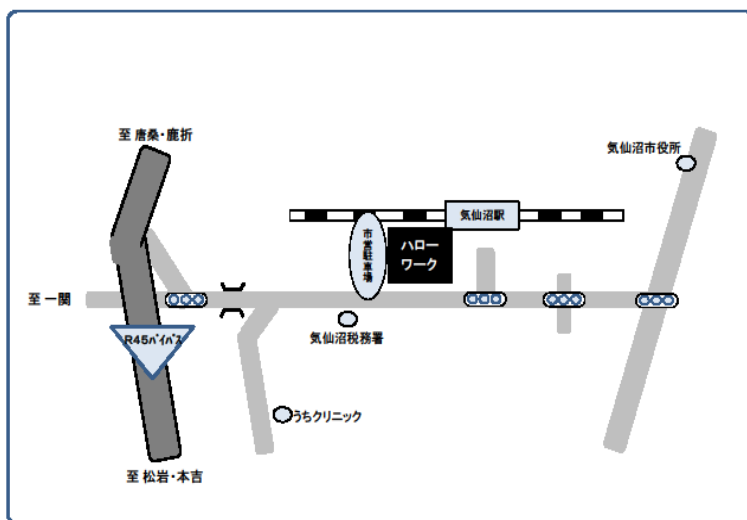 至 唐桑・鹿折
気仙沼市役所
気仙沼駅
市営駐車場
ハロー
ワーク
至 一関
R45バイパス
気仙沼税務署
うちクリニック
至 松岩・本吉